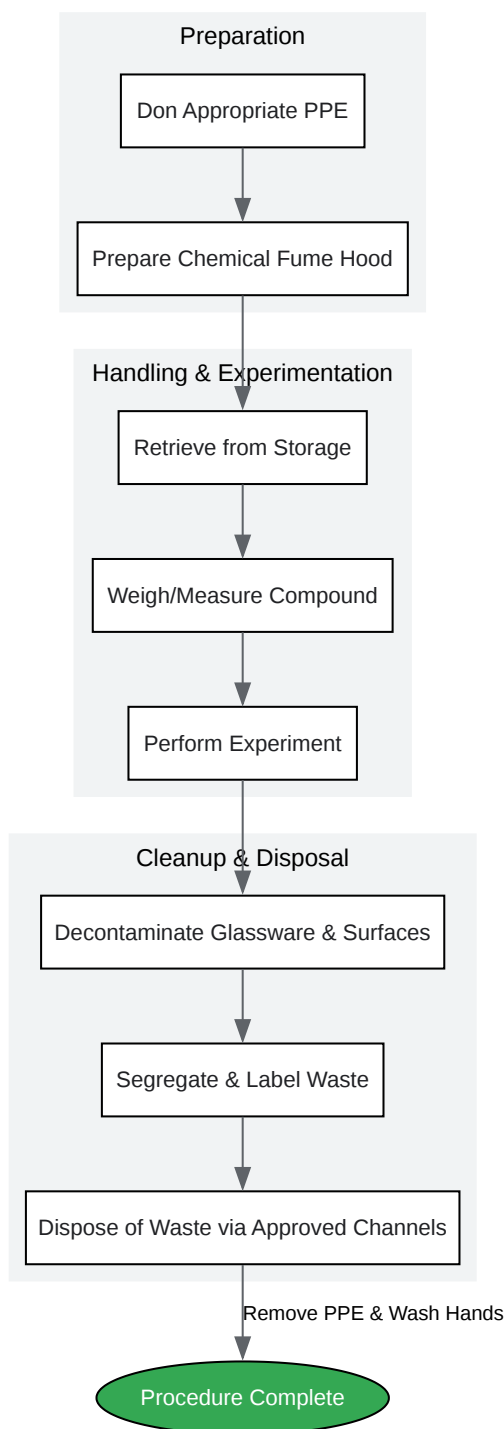 Preparation
Don Appropriate PPE
Prepare Chemical Fume Hood
Handling & Experimentation
Retrieve from Storage
Weigh/Measure Compound
Perform Experiment
Cleanup & Disposal
Decontaminate Glassware & Surfaces
Segregate & Label Waste
Dispose of Waste via Approved Channels
Remove PPE & Wash Hands
Procedure Complete